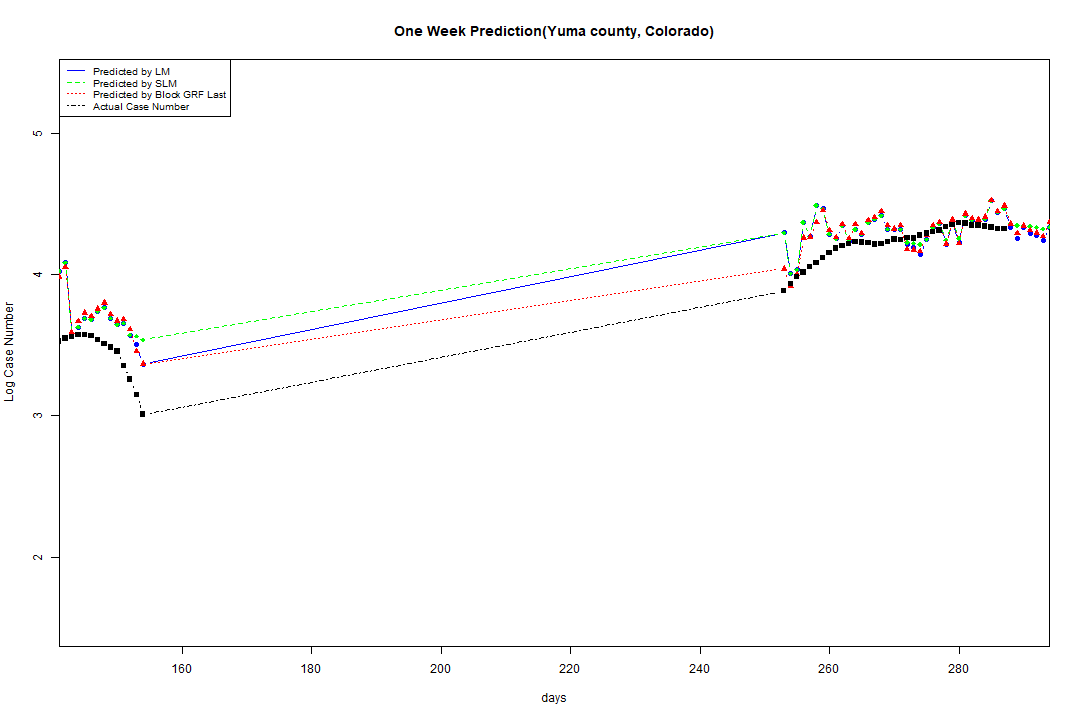 One Week Prediction(Yuma county, Colorado)
Predicted by LM
Predicted by SLM
Predicted by Block GRF Last
Actual Case Number
5
4
3
2
Log Case Number
160
180
200
220
240
260
280
days